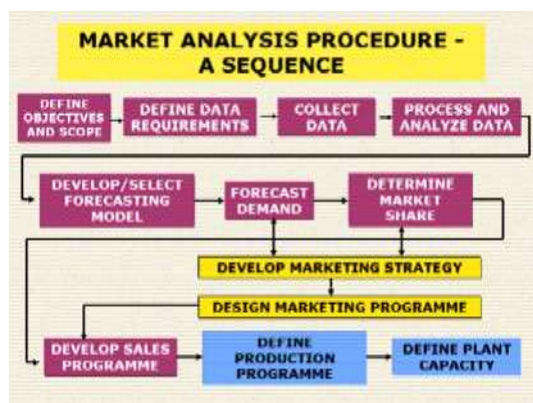 MARKET ANALYSIS PROCEDURE -
A SEQUENCE
DEFINE
OBJECTIVES
AND SCOPE
DEFINE DATA
REQUIREMENTS
COLLECT
DATA
PROCESS AND
ANALYZE DATA
DEVELOP/SELECT
FORECASTING
MODEL
FORECAST
DEMAND
DETERMINE
MARKET
SHARE
DEVELOP MARKETING STRATEGY
DESIGN MARKETING PROGRAMME
DEVELOP SALES
PROGRAMME
DEFINE
PRODUCTION
PROGRAMME
DEFINE PLANT
CAPACITY